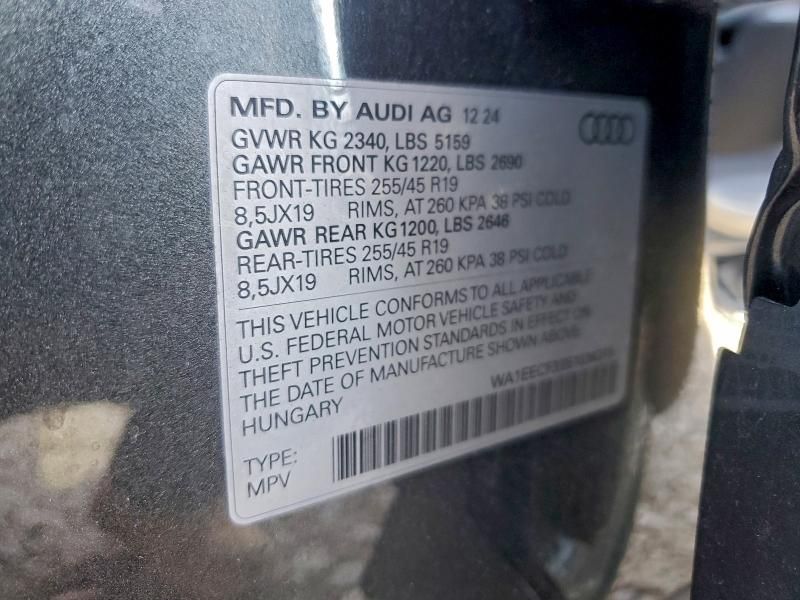 MFD. BY AUDI AG 12 24
GVWR KG 2340, LBS 5159
GAWR FRONT KG 1220, LBS 2690
FRONT-TIRES 255/45 R19
8,5JX19 RIMS, AT 260 KPA 38 PSI COLD
GAWR REAR KG 1200, LBS 2646
REAR-TIRES 255/45 R19
8,5JX19 RIMS, AT 260 KPA 38 PSI COLD
THIS VEHICLE CONFORMS TO ALL APPLICABLE
U.S. FEDERAL MOTOR VEHICLE SAFETY AND
THEFT PREVENTION STANDARDS IN EFFECT ON
THE DATE OF MANUFACTURE SHOWN ABOVE.
HUNGARY
TYPE:
MPV